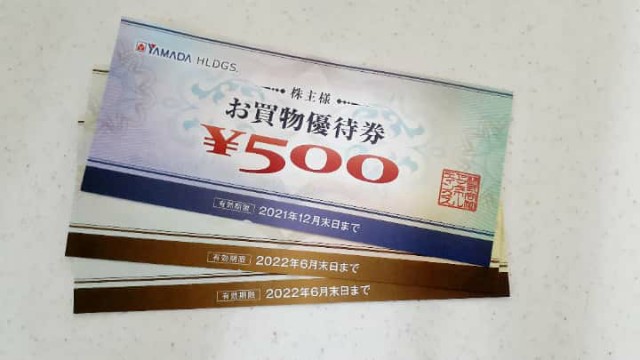 YAMADA HLDGS.
株主様
お買物優待券
¥500
有効期限 2021年12月末日まで
有効期限 2022年6月末日まで
有効期限 2022年6月末日まで